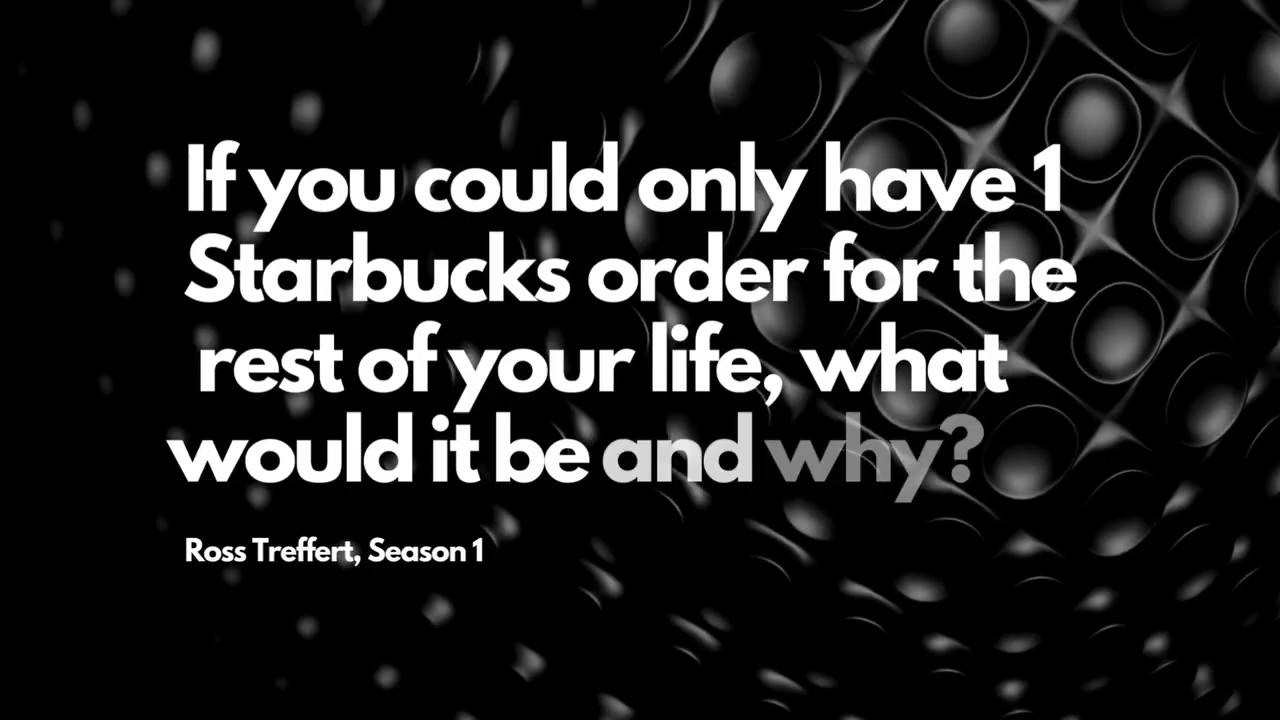 If you could only have 1
Starbucks order for the
rest of your life, what
would it be and why?
Ross Treffert, Season 1